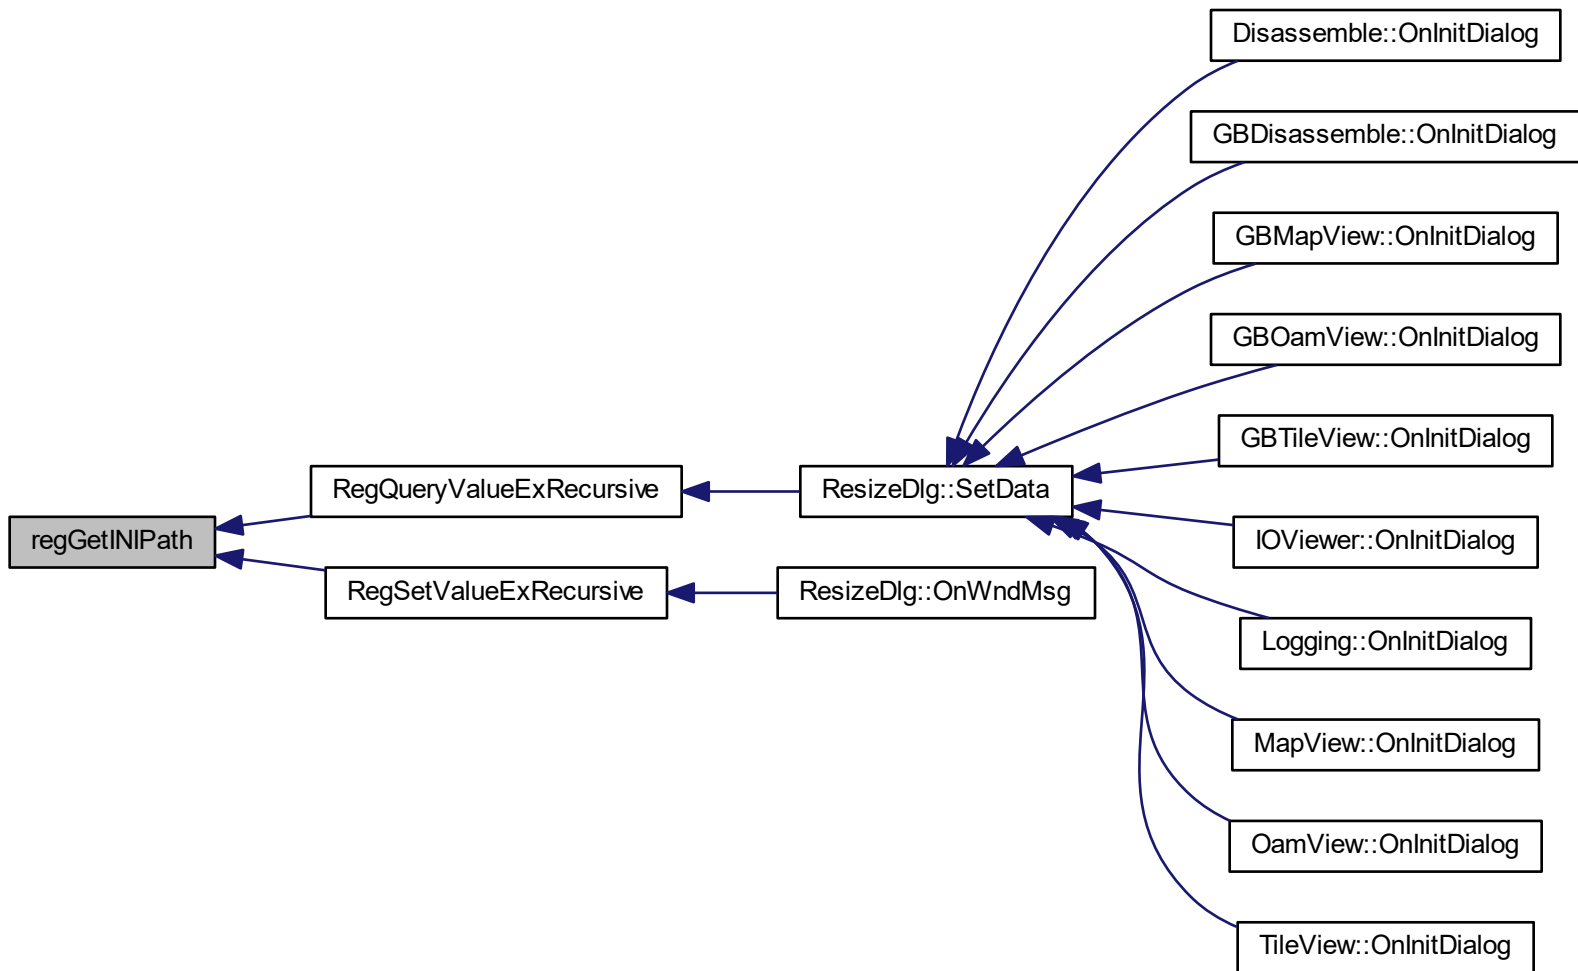 Disassemble::OnInitDialog
GBDisassemble::OnInitDialog
GBMapView::OnInitDialog
GBOamView::OnInitDialog
GBTileView::OnInitDialog
RegQueryValueExRecursive
ResizeDlg::SetData
regGetINIPath
IOViewer::OnInitDialog
RegSetValueExRecursive
ResizeDlg::OnWndMsg
Logging::OnInitDialog
MapView::OnInitDialog
OamView::OnInitDialog
TileView::OnInitDialog